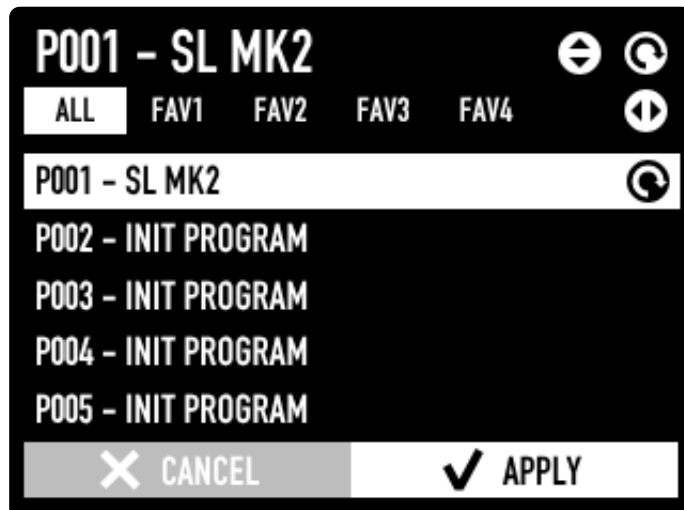 P001 – SL MK2
ALL FAV1 FAV2 FAV3 FAV4
P001 – SL MK2
P002 – INIT PROGRAM
P003 – INIT PROGRAM
P004 – INIT PROGRAM
P005 – INIT PROGRAM
CANCEL APPLY